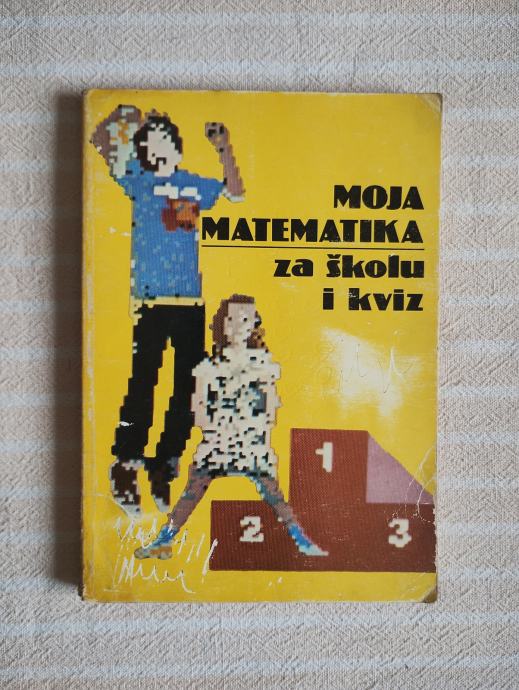 MOJA
MATEMATIKA
za školu
i kviz
1
2
3